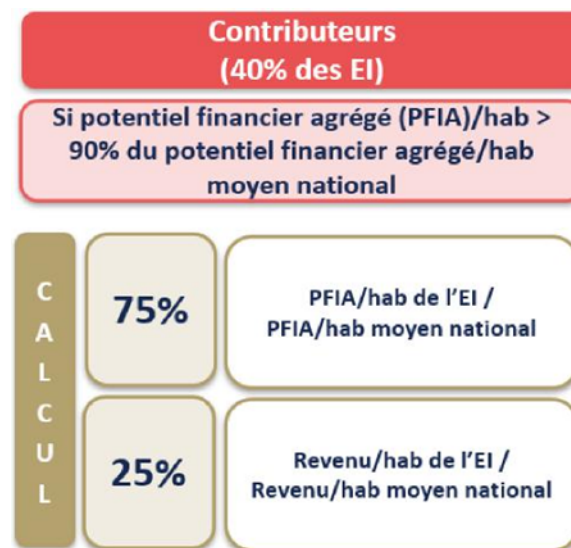 Contributeurs
(40% des EI)
Si potentiel financier agrégé (PFIA)/hab >
90% du potentiel financier agrégé/hab
moyen national
CALCUL
75%
PFIA/hab de l'EI /
PFIA/hab moyen national
25%
Revenu/hab de l'EI /
Revenu/hab moyen national